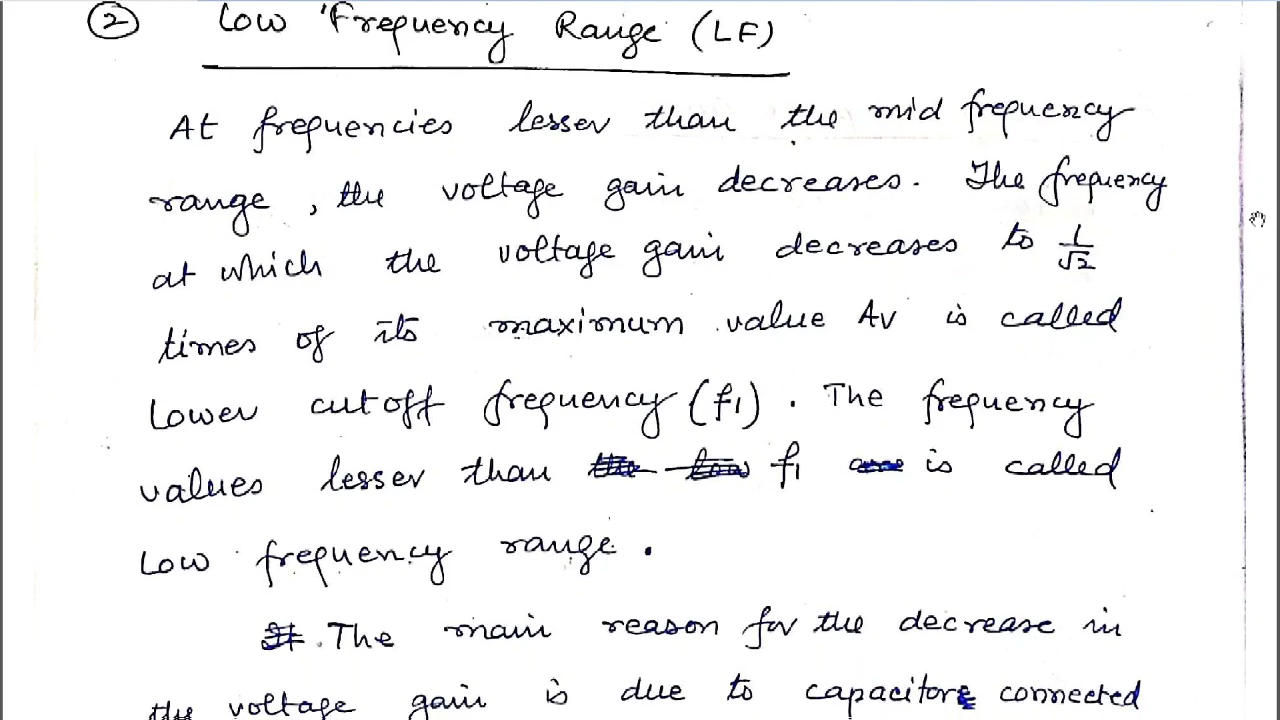 ② Low Frequency Range (LF)
At frequencies lesser than the mid frequency
range, the voltage gain decreases. The frequency
at which the voltage gain decreases to 1/√2
times of its maximum value Av is called
Lower cutoff frequency (f1). The frequency
values lesser than f1 is called
Low frequency range.
The main reason for the decrease in
the voltage gain is due to capacitors connected